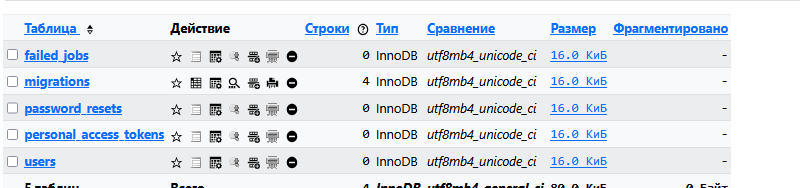 Таблица Действие Строки Тип Сравнение Размер Фрагментировано
failed_jobs 0 InnoDB utf8mb4_unicode_ci 16.0 КиБ -
migrations 4 InnoDB utf8mb4_unicode_ci 16.0 КиБ -
password_resets 0 InnoDB utf8mb4_unicode_ci 16.0 КиБ -
personal_access_tokens 0 InnoDB utf8mb4_unicode_ci 16.0 КиБ -
users 0 InnoDB utf8mb4_unicode_ci 16.0 КиБ -
5 таблиц Всего 4 InnoDB utf8mb4_general_ci 80.0 КиБ 0 Байт